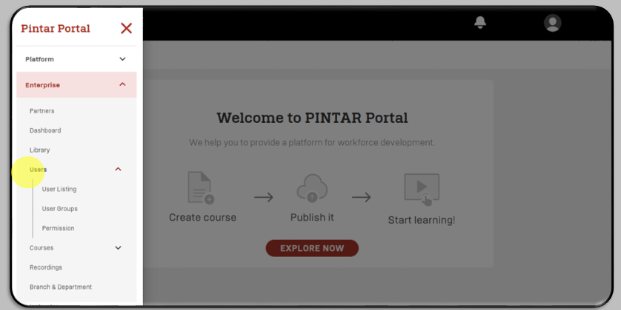 Pintar Portal
Platform
Enterprise
Partners
Dashboard
Library
Users
User Listing
User Groups
Permission
Courses
Recordings
Branch & Department
Welcome to PINTAR Portal
We help you to provide a platform for workforce development.
Create course
Publish it
Start learning!
EXPLORE NOW